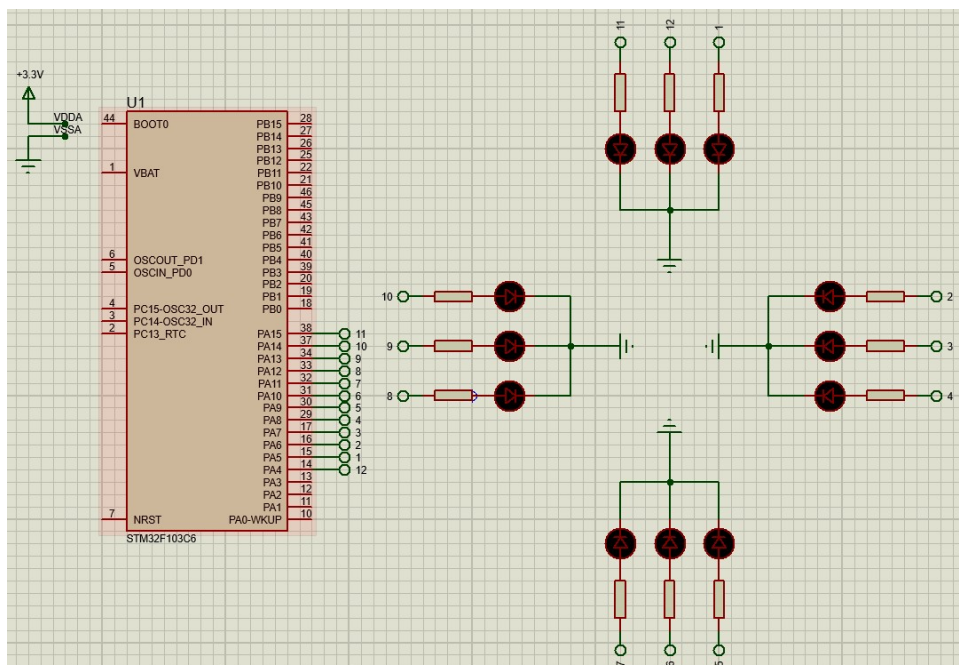 +3.3V
VDDA
VSSA
U1
44 BOOT0
1 VBAT
6 OSCOUT_PD1
5 OSCIN_PD0
4 PC15-OSC32_OUT
3 PC14-OSC32_IN
2 PC13_RTC
7 NRST
STM32F103C6
PB15 28
PB14 27
PB13 26
PB12 25
PB11 22
PB10 21
PB9 46
PB8 45
PB7 43
PB6 42
PB5 41
PB4 40
PB3 39
PB2 20
PB1 19
PB0 18
PA15 38 11
PA14 37 10
PA13 34 9
PA12 33 8
PA11 32 7
PA10 31 6
PA9 30 5
PA8 29 4
PA7 17 3
PA6 16 2
PA5 15 1
PA4 14 12
PA3 13
PA2 12
PA1 11
PA0-WKUP 10
11 12 1
10
9
8
2
3
4
7 6 5